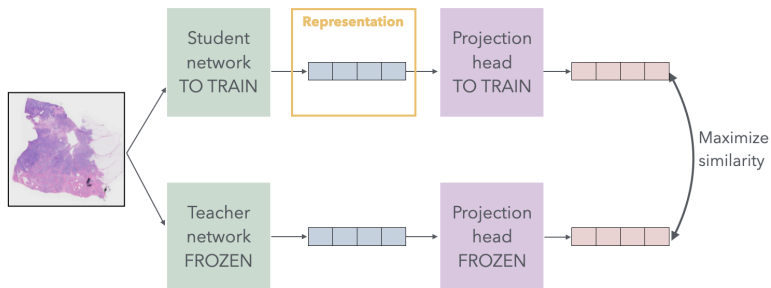 Representation
Student
network
TO TRAIN
Projection
head
TO TRAIN
Maximize
similarity
Teacher
network
FROZEN
Projection
head
FROZEN